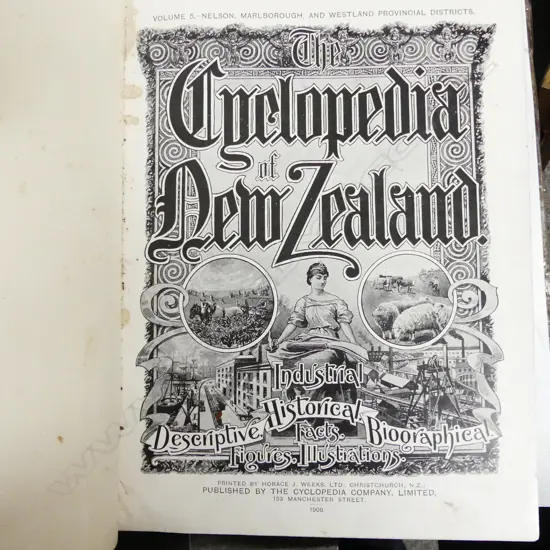 VOLUME 5.–NELSON, MARLBOROUGH, AND WESTLAND PROVINCIAL DISTRICTS.
The
Cyclopedia
of
New Zealand.
Industrial
Descriptive. Historical. Biographical.
Facts.
Figures. Illustrations.
PRINTED BY HORACE J. WEEKS, LTD., CHRISTCHURCH, N.Z.;
PUBLISHED BY THE CYCLOPEDIA COMPANY, LIMITED,
159 MANCHESTER STREET.
1906.